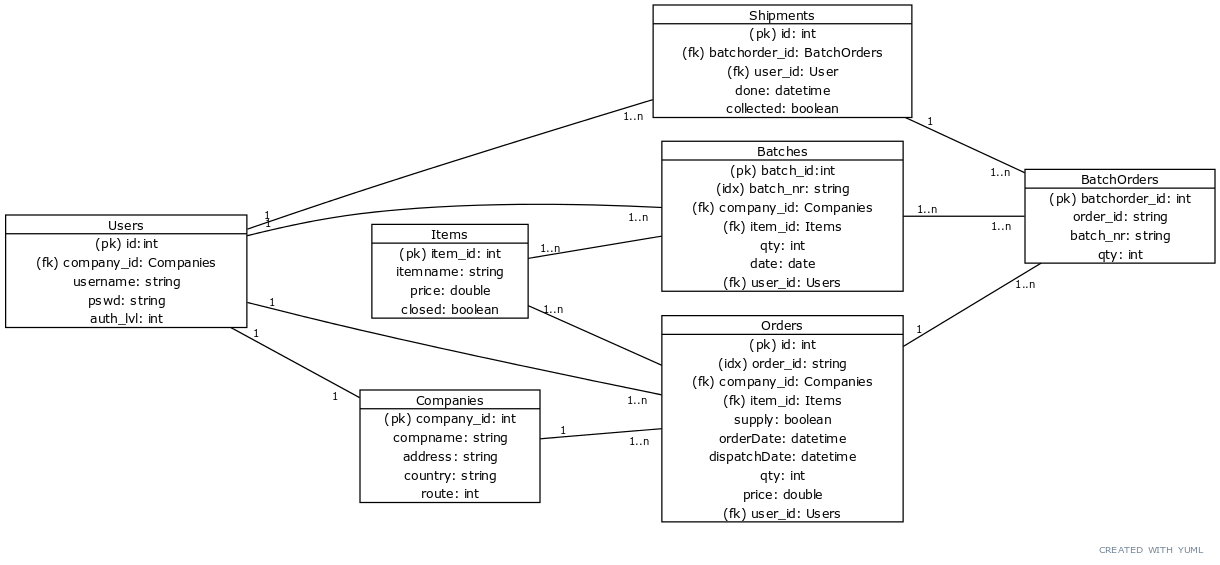 Shipments
(pk) id: int
(fk) batchorder_id: BatchOrders
(fk) user_id: User
done: datetime
collected: boolean
1..n
1
1..n
Batches
(pk) batch_id:int
(idx) batch_nr: string
(fk) company_id: Companies
(fk) item_id: Items
qty: int
date: date
(fk) user_id: Users
1..n
1..n
1..n
BatchOrders
(pk) batchorder_id: int
order_id: string
batch_nr: string
qty: int
1..n
Users
(pk) id:int
(fk) company_id: Companies
username: string
pswd: string
auth_lvl: int
1
1
1
1
Items
(pk) item_id: int
itemname: string
price: double
closed: boolean
1..n
1..n
Orders
(pk) id: int
(idx) order_id: string
(fk) company_id: Companies
(fk) item_id: Items
supply: boolean
orderDate: datetime
dispatchDate: datetime
qty: int
price: double
(fk) user_id: Users
1
1..n
1..n
Companies
(pk) company_id: int
compname: string
address: string
country: string
route: int
1
1
CREATED WITH YUML